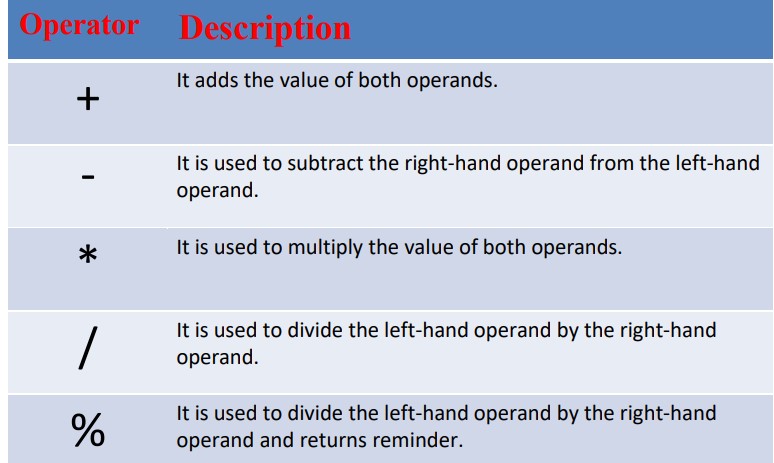 Operator Description
+ It adds the value of both operands.
- It is used to subtract the right-hand operand from the left-hand
operand.
* It is used to multiply the value of both operands.
/ It is used to divide the left-hand operand by the right-hand
operand.
% It is used to divide the left-hand operand by the right-hand
operand and returns reminder.